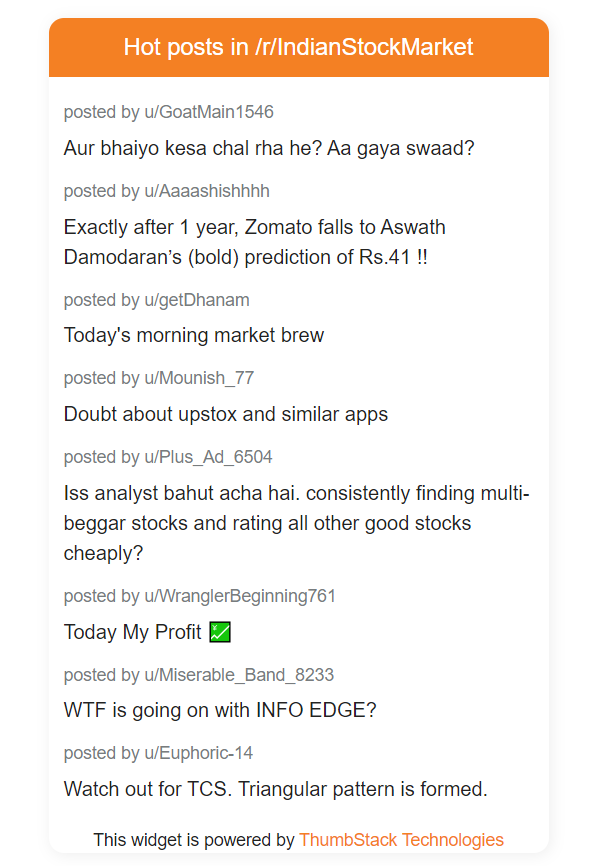 Hot posts in /r/IndianStockMarket
posted by u/GoatMain1546
Aur bhaiyo kesa chal rha he? Aa gaya swaad?
posted by u/Aaaashishhhh
Exactly after 1 year, Zomato falls to Aswath
Damodaran’s (bold) prediction of Rs.41 !!
posted by u/getDhanam
Today's morning market brew
posted by u/Mounish_77
Doubt about upstox and similar apps
posted by u/Plus_Ad_6504
Iss analyst bahut acha hai. consistently finding multi-
beggar stocks and rating all other good stocks
cheaply?
posted by u/WranglerBeginning761
Today My Profit 💹
posted by u/Miserable_Band_8233
WTF is going on with INFO EDGE?
posted by u/Euphoric-14
Watch out for TCS. Triangular pattern is formed.
This widget is powered by ThumbStack Technologies